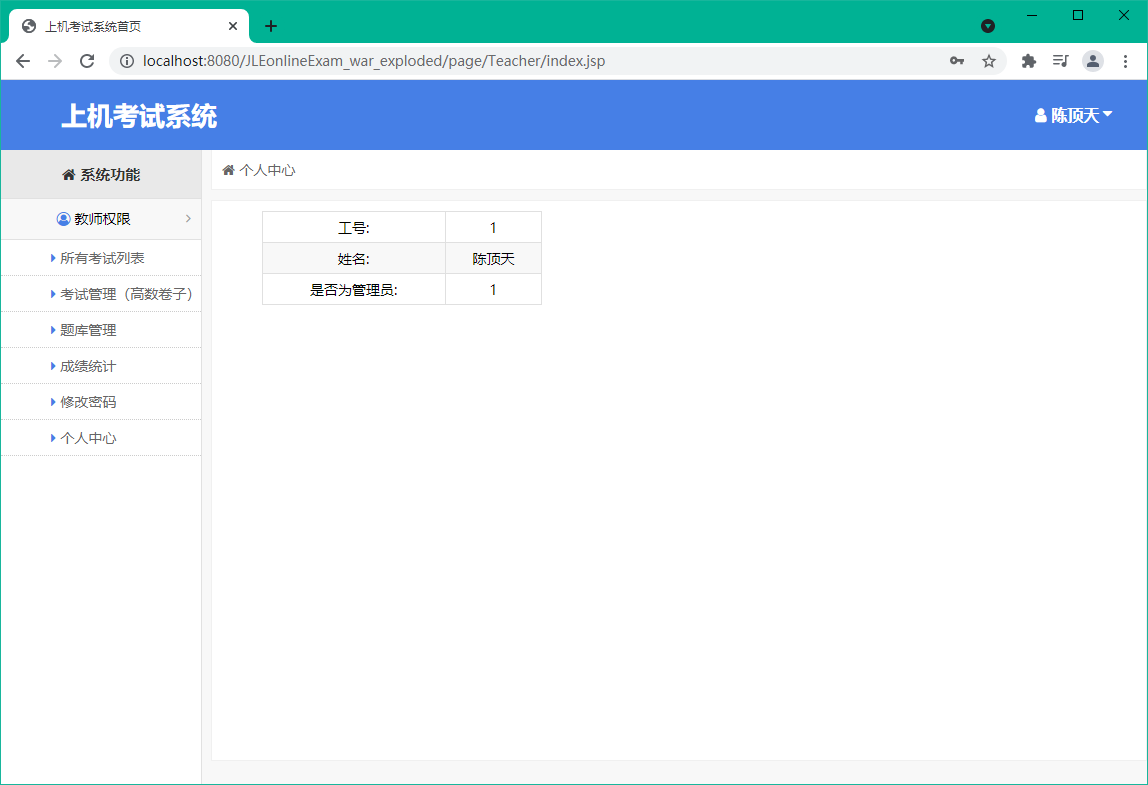 上机考试系统首页
localhost:8080/JLEonlineExam_war_exploded/page/Teacher/index.jsp
上机考试系统
陈顶天
系统功能
个人中心
教师权限
所有考试列表
考试管理（高数卷子）
题库管理
成绩统计
修改密码
个人中心
工号: 1
姓名: 陈顶天
是否为管理员: 1